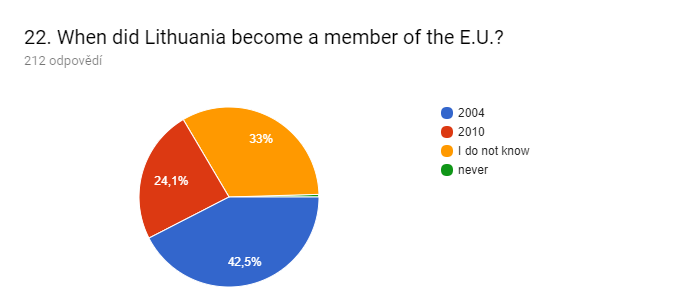 22. When did Lithuania become a member of the E.U.?
212 odpovědí
33%
24,1%
42,5%
2004
2010
I do not know
never